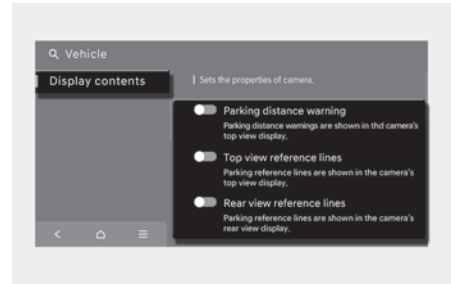 Vehicle
Display contents
Sets the properties of camera.
Parking distance warning
Parking distance warnings are shown in thd camera's
top view display.
Top view reference lines
Parking reference lines are shown in the camera's
top view display.
Rear view reference lines
Parking reference lines are shown in the camera's
rear view display.